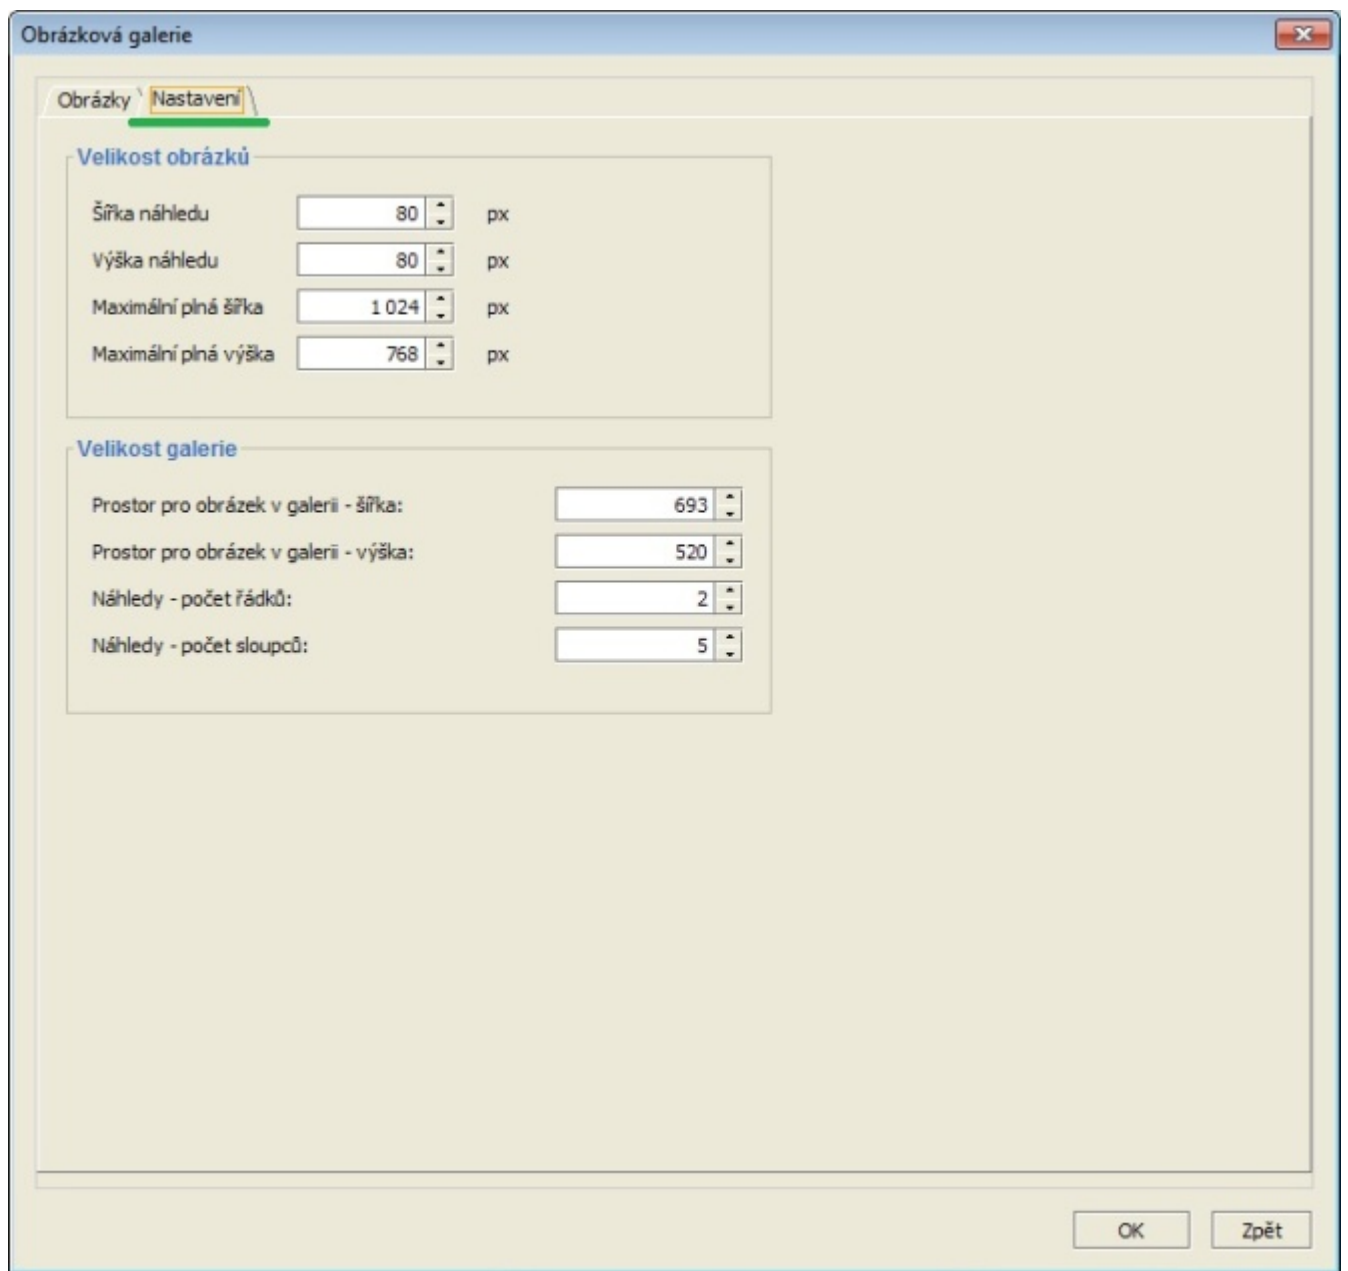 Obrázková galerie
Obrázky Nastavení
Velikost obrázků
Šířka náhledu 80 px
Výška náhledu 80 px
Maximální plná šířka 1 024 px
Maximální plná výška 768 px
Velikost galerie
Prostor pro obrázek v galerii - šířka: 693
Prostor pro obrázek v galerii - výška: 520
Náhledy - počet řádků: 2
Náhledy - počet sloupců: 5
OK Zpět